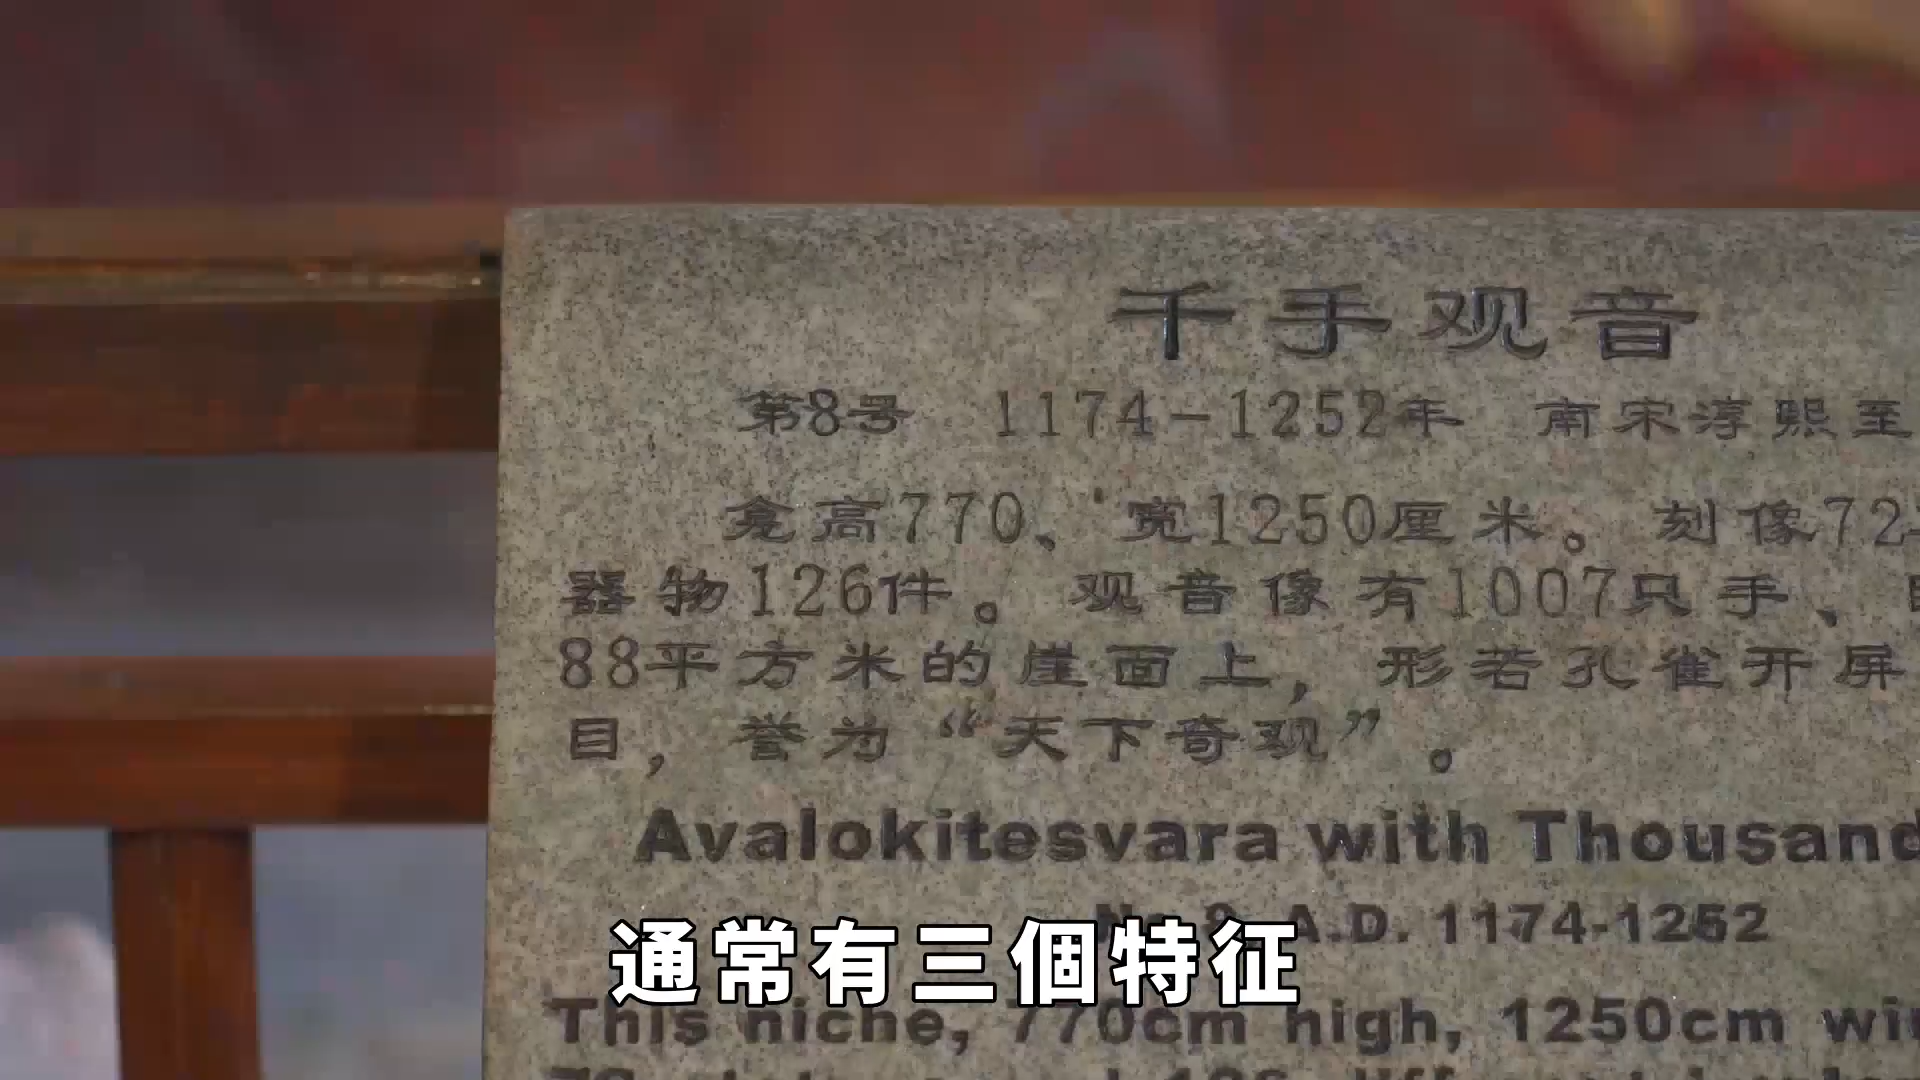 千手观音
第8号 1174-1252年 南宋淳熙至
龛高770、宽1250厘米。刻像72
器物126件。观音像有1007只手、
88平方米的崖面上，形若孔雀开屏
目，誉为“天下奇观”。
Avalokitesvara with Thousand
No.8 A.D. 1174-1252
通常有三個特征
This niche, 770cm high, 1250cm